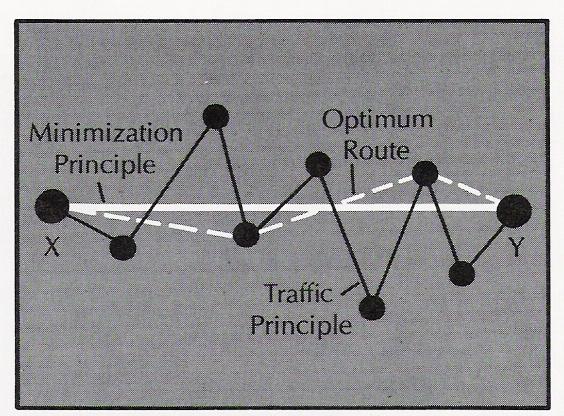 Minimization
Principle
Optimum
Route
X
Y
Traffic
Principle